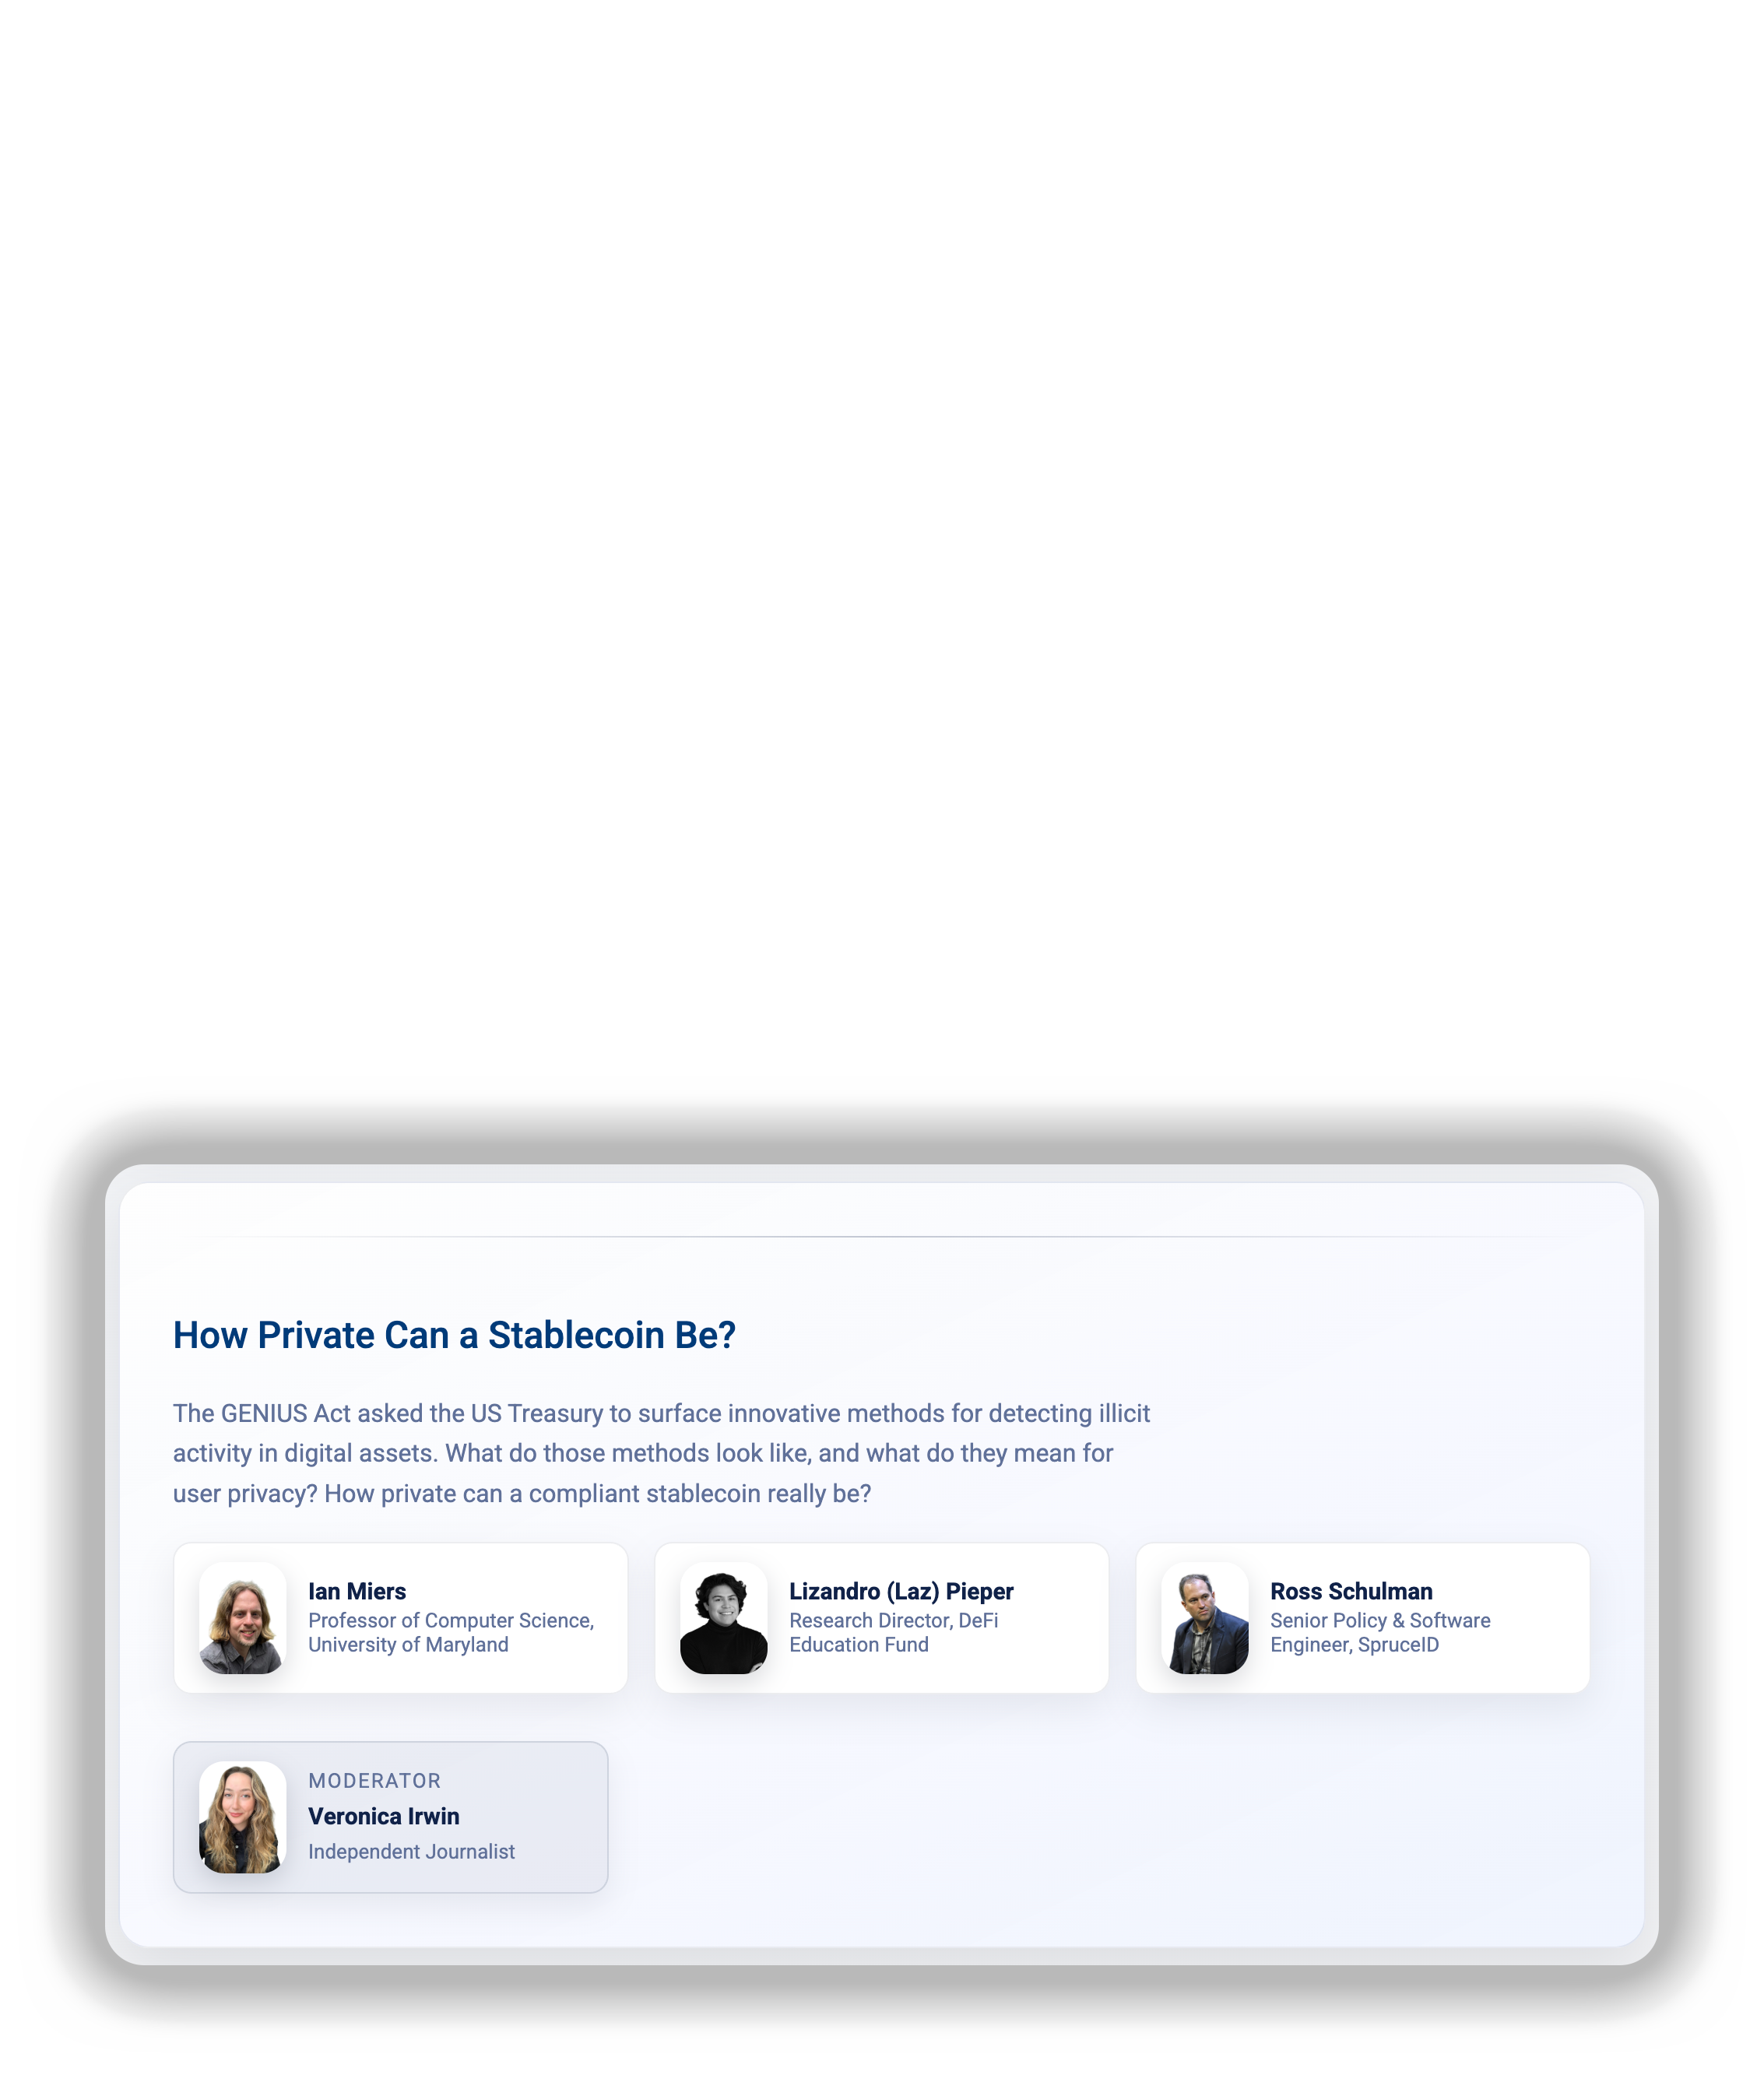 How Private Can a Stablecoin Be?
The GENIUS Act asked the US Treasury to surface innovative methods for detecting illicit
activity in digital assets. What do those methods look like, and what do they mean for
user privacy? How private can a compliant stablecoin really be?
Ian Miers
Professor of Computer Science,
University of Maryland
Lizandro (Laz) Pieper
Research Director, DeFi
Education Fund
Ross Schulman
Senior Policy & Software
Engineer, SpruceID
MODERATOR
Veronica Irwin
Independent Journalist